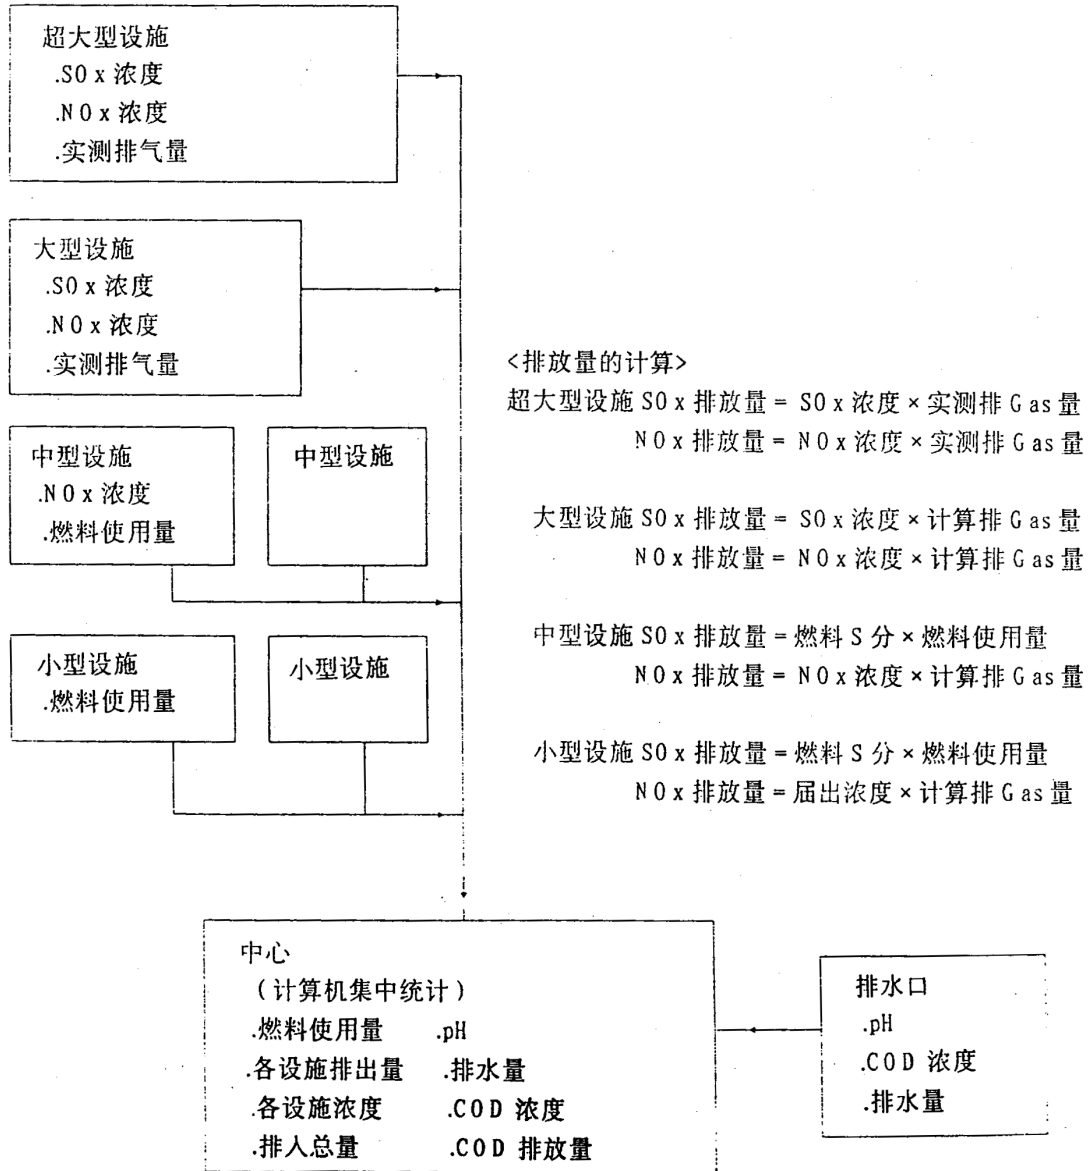 超大型设施
.SOx 浓度
.NOx 浓度
.实测排气量
大型设施
.SOx 浓度
.NOx 浓度
.实测排气量
中型设施
.NOx 浓度
.燃料使用量
中型设施
小型设施
.燃料使用量
小型设施
<排放量的计算>
超大型设施 SOx 排放量 = SOx 浓度 × 实测排 Gas 量
NOx 排放量 = NOx 浓度 × 实测排 Gas 量
大型设施 SOx 排放量 = SOx 浓度 × 计算排 Gas 量
NOx 排放量 = NOx 浓度 × 计算排 Gas 量
中型设施 SOx 排放量 = 燃料 S 分 × 燃料使用量
NOx 排放量 = NOx 浓度 × 计算排 Gas 量
小型设施 SOx 排放量 = 燃料 S 分 × 燃料使用量
NOx 排放量 = 届出浓度 × 计算排 Gas 量
中心
(计算机集中统计)
.燃料使用量 .pH
.各设施排出量 .排水量
.各设施浓度 .COD 浓度
.排人总量 .COD 排放量
排水口
.pH
.COD 浓度
.排水量